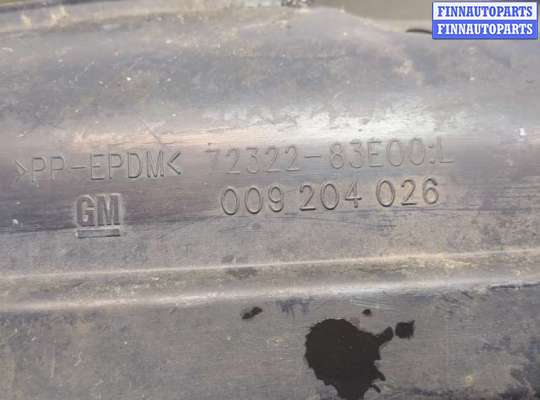 FINNAUTOPARTS
FINNAUTOPARTS
>PP-EPDM< 72322-83E00:L
GM 009 204 026